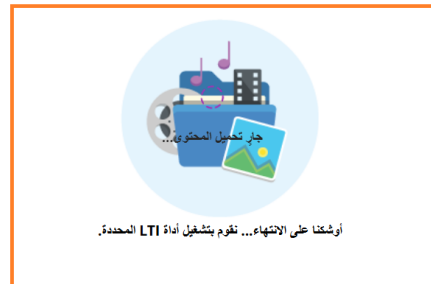 جارٍ تحميل المحتوى...
أوشكنا على الانتهاء... نقوم بتشغيل أداة LTI المحددة.